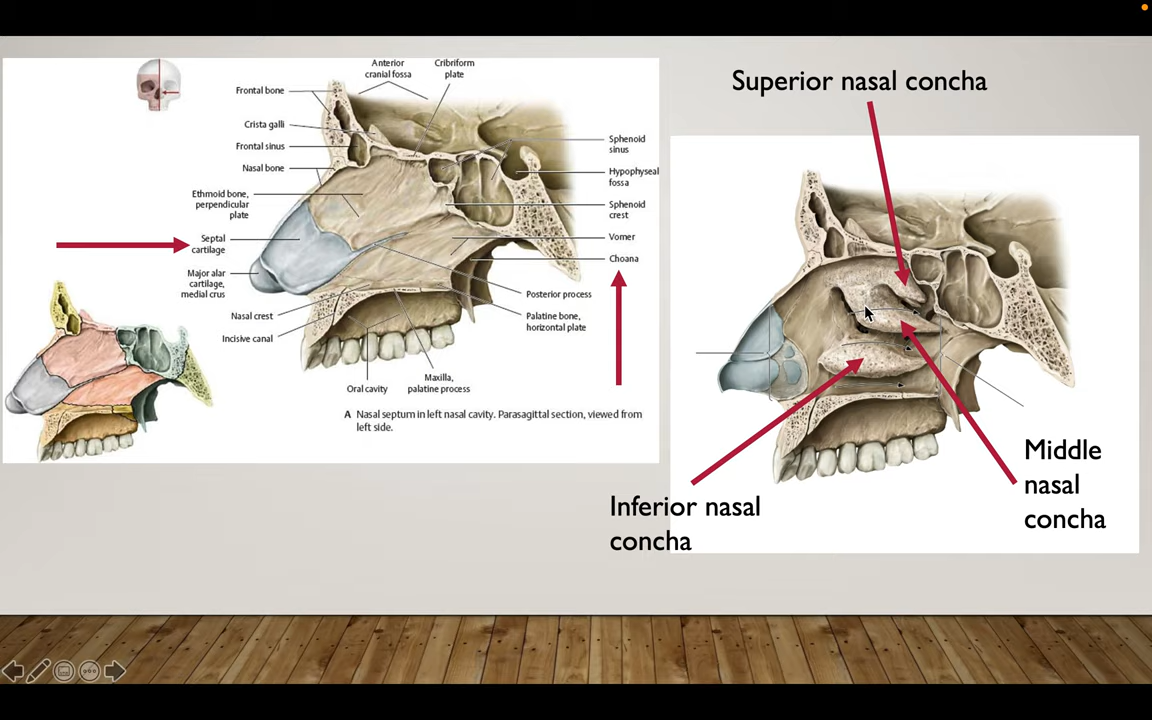 Superior nasal concha
Anterior
cranial fossa
Cribriform
plate
Frontal bone
Crista galli
Frontal sinus
Nasal bone
Ethmoid bone,
perpendicular
plate
Septal
cartilage
Major alar
cartilage,
medial crus
Nasal crest
Incisive canal
Oral cavity
Maxilla,
palatine process
Sphenoid
sinus
Hypophyseal
fossa
Sphenoid
crest
Vomer
Choana
Posterior process
Palatine bone,
horizontal plate
A Nasal septum in left nasal cavity. Parasagittal section, viewed from
left side.
Inferior nasal
concha
Middle
nasal
concha